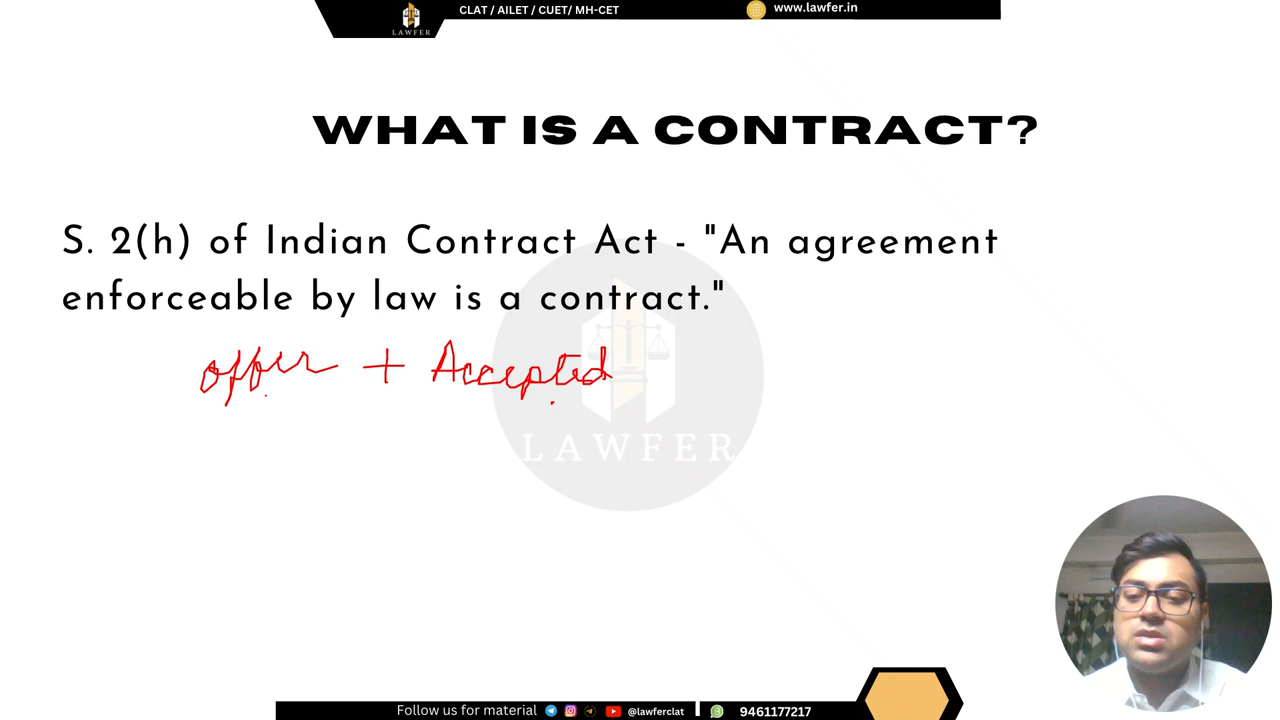 CLAT / AILET / CUET/ MH-CET
www.lawfer.in
LAWFER
WHAT IS A CONTRACT?
S. 2(h) of Indian Contract Act - "An agreement
enforceable by law is a contract."
offer + Accepted
LAWFER
Follow us for material @lawferclat 9461177217